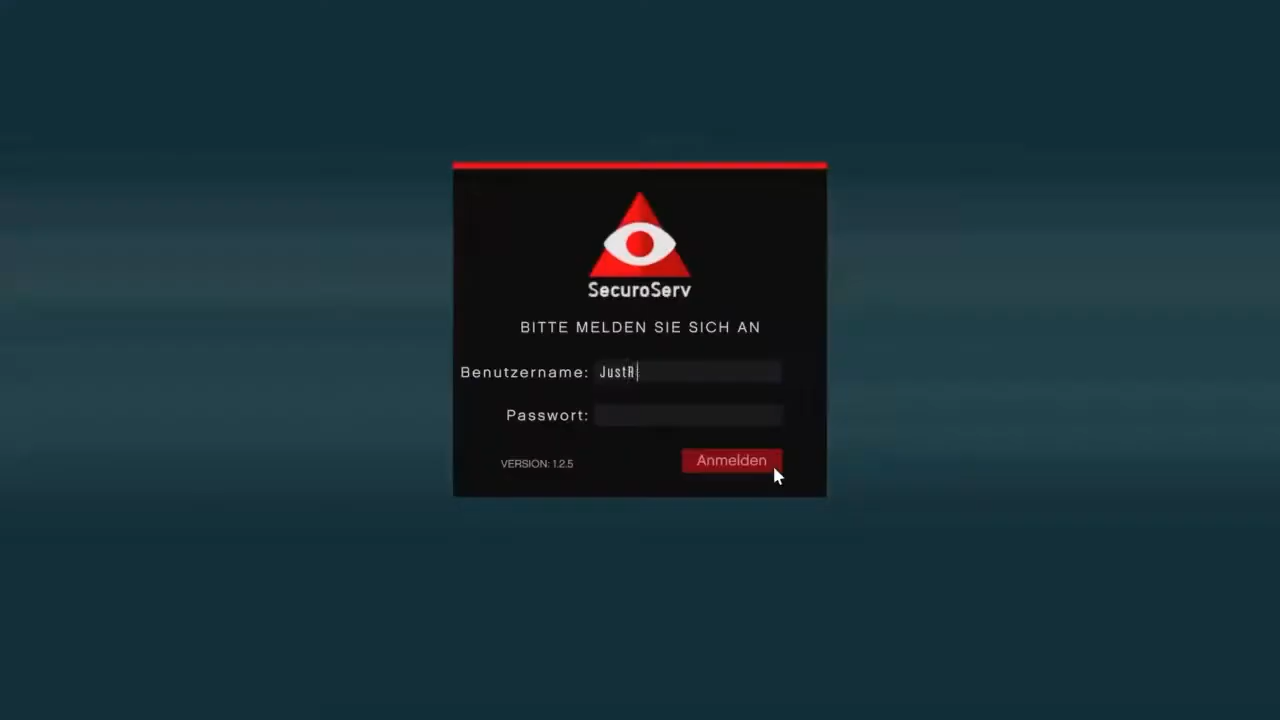 SecuroServ
BITTE MELDEN SIE SICH AN
Benutzername: JustR
Passwort:
VERSION: 1.2.5 Anmelden